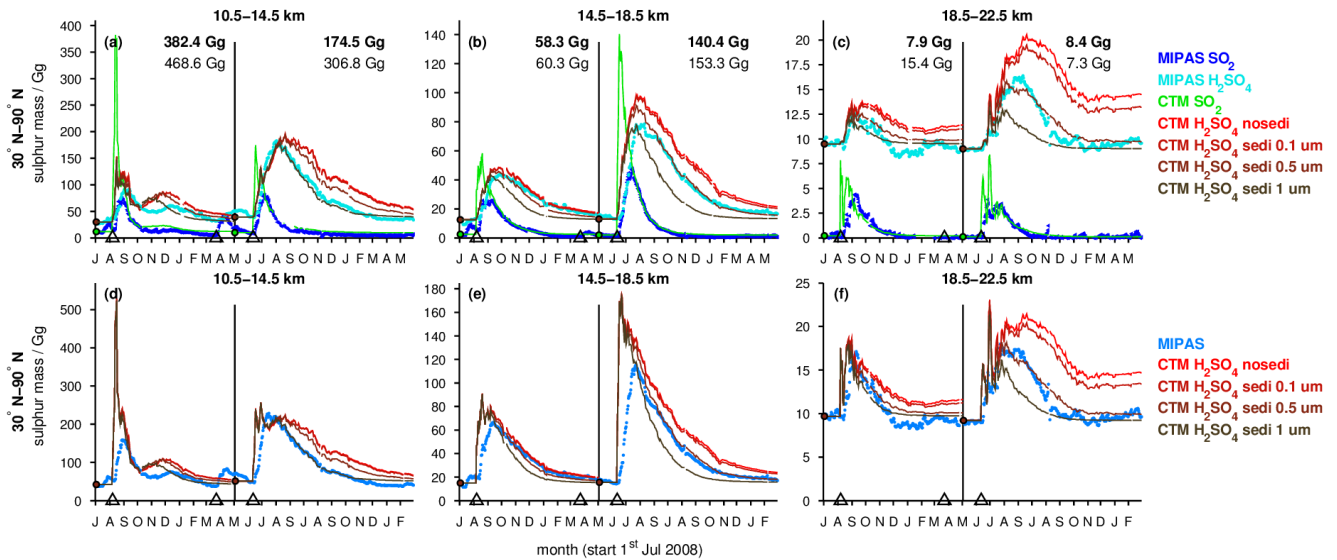 10.5−14.5 km
14.5−18.5 km
18.5−22.5 km
(a)
382.4 Gg
468.6 Gg
174.5 Gg
306.8 Gg
(b)
58.3 Gg
60.3 Gg
140.4 Gg
153.3 Gg
(c)
7.9 Gg
15.4 Gg
8.4 Gg
7.3 Gg
30° N−90° N
sulphur mass / Gg
400
350
300
250
200
150
100
50
0
140
120
100
80
60
40
20
0
20
17.5
15
12.5
10
7.5
5
2.5
0
J A S O N D J F M A M J J A S O N D J F M A M
J A S O N D J F M A M J J A S O N D J F M A M
J A S O N D J F M A M J J A S O N D J F M A M
MIPAS SO2
MIPAS H2SO4
CTM SO2
CTM H2SO4 nosedi
CTM H2SO4 sedi 0.1 um
CTM H2SO4 sedi 0.5 um
CTM H2SO4 sedi 1 um
10.5−14.5 km
14.5−18.5 km
18.5−22.5 km
(d)
(e)
(f)
30° N−90° N
sulphur mass / Gg
500
400
300
200
100
0
180
160
140
120
100
80
60
40
20
0
25
20
15
10
5
0
J A S O N D J F M A M J J A S O N D J F
J A S O N D J F M A M J J A S O N D J F
J A S O N D J F M A M J J A S O N D J F
MIPAS
CTM H2SO4 nosedi
CTM H2SO4 sedi 0.1 um
CTM H2SO4 sedi 0.5 um
CTM H2SO4 sedi 1 um
month (start 1st Jul 2008)